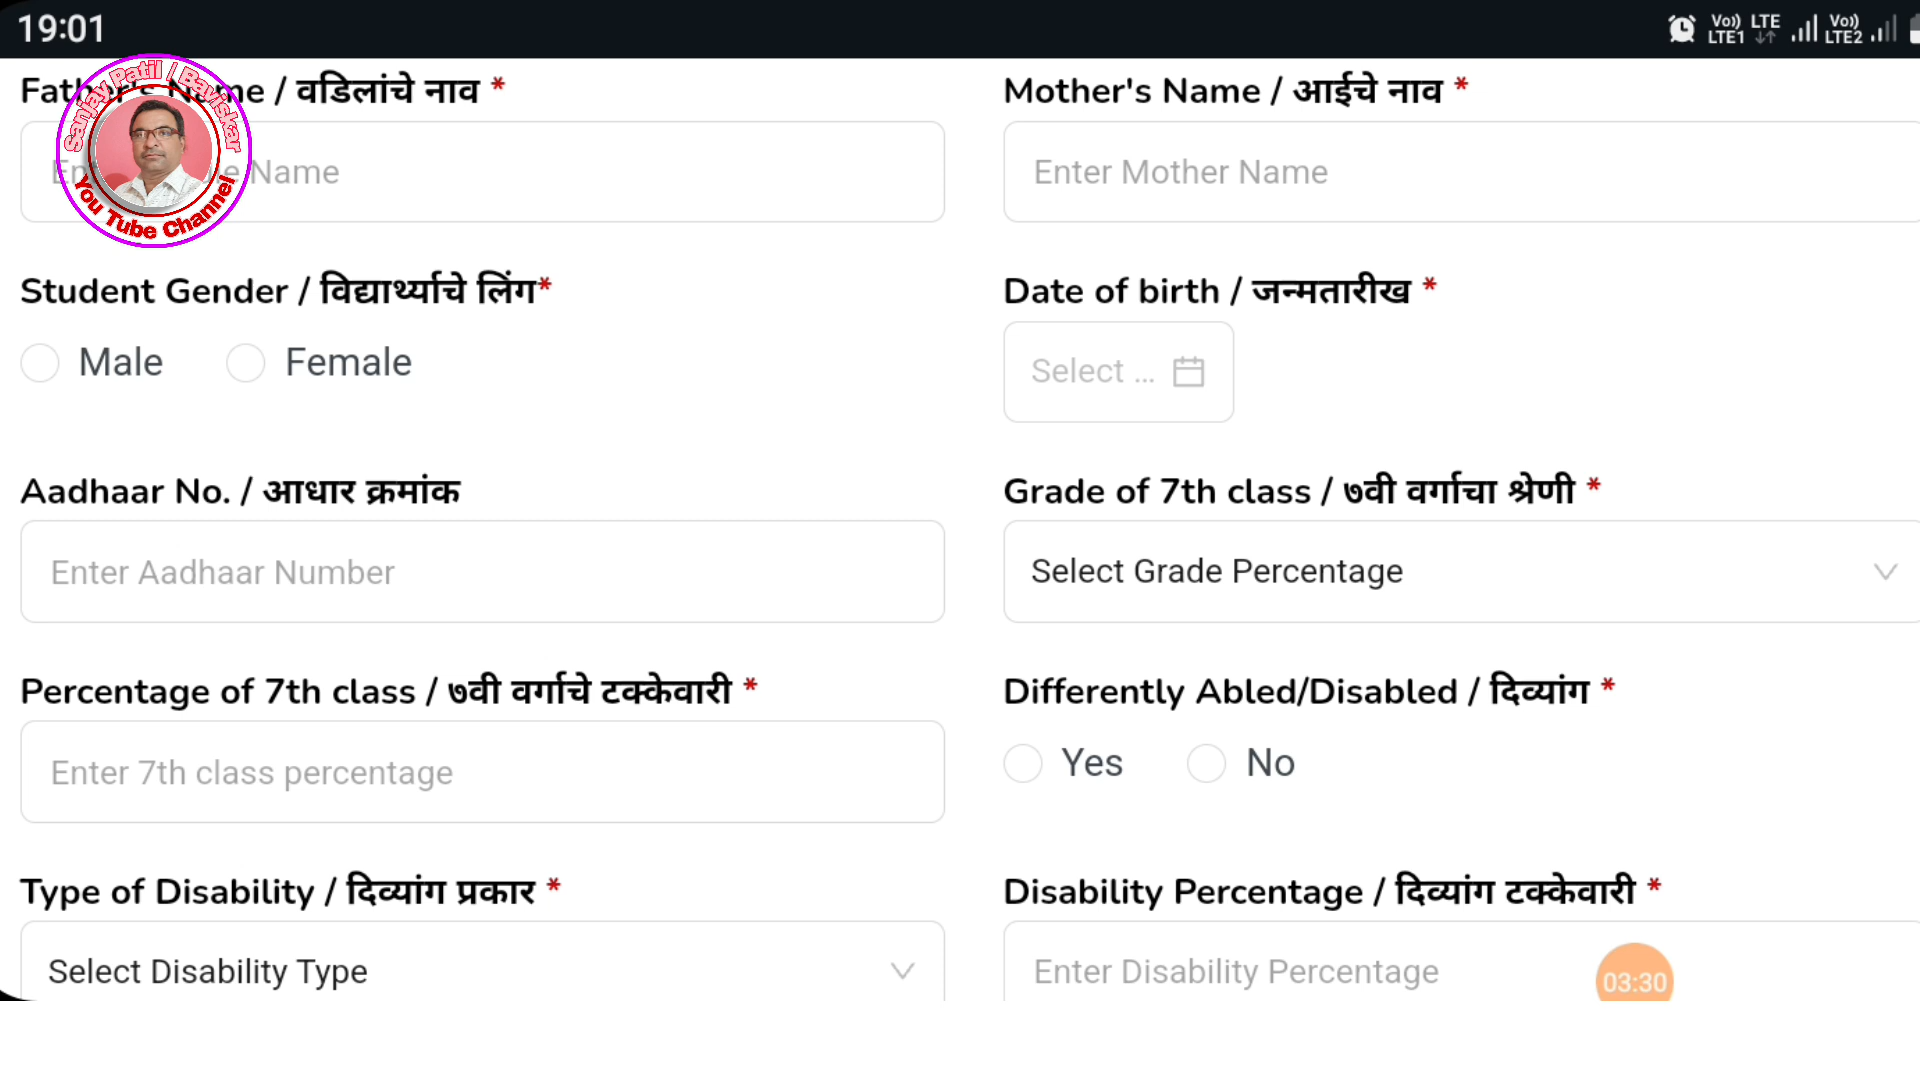 19:01
Vo)) LTE1 LTE Vo)) LTE2
Sanjay Patil / Baviskar
You Tube Channel
Father's Name / वडिलांचे नाव *
Mother's Name / आईचे नाव *
Name
Enter Mother Name
Student Gender / विद्यार्थ्याचे लिंग*
Date of birth / जन्मतारीख *
Male Female
Select ...
Aadhaar No. / आधार क्रमांक
Grade of 7th class / ७वी वर्गाचा श्रेणी *
Enter Aadhaar Number
Select Grade Percentage
Percentage of 7th class / ७वी वर्गाचे टक्केवारी *
Differently Abled/Disabled / दिव्यांग *
Enter 7th class percentage
Yes No
Type of Disability / दिव्यांग प्रकार *
Disability Percentage / दिव्यांग टक्केवारी *
Select Disability Type
Enter Disability Percentage
03:30